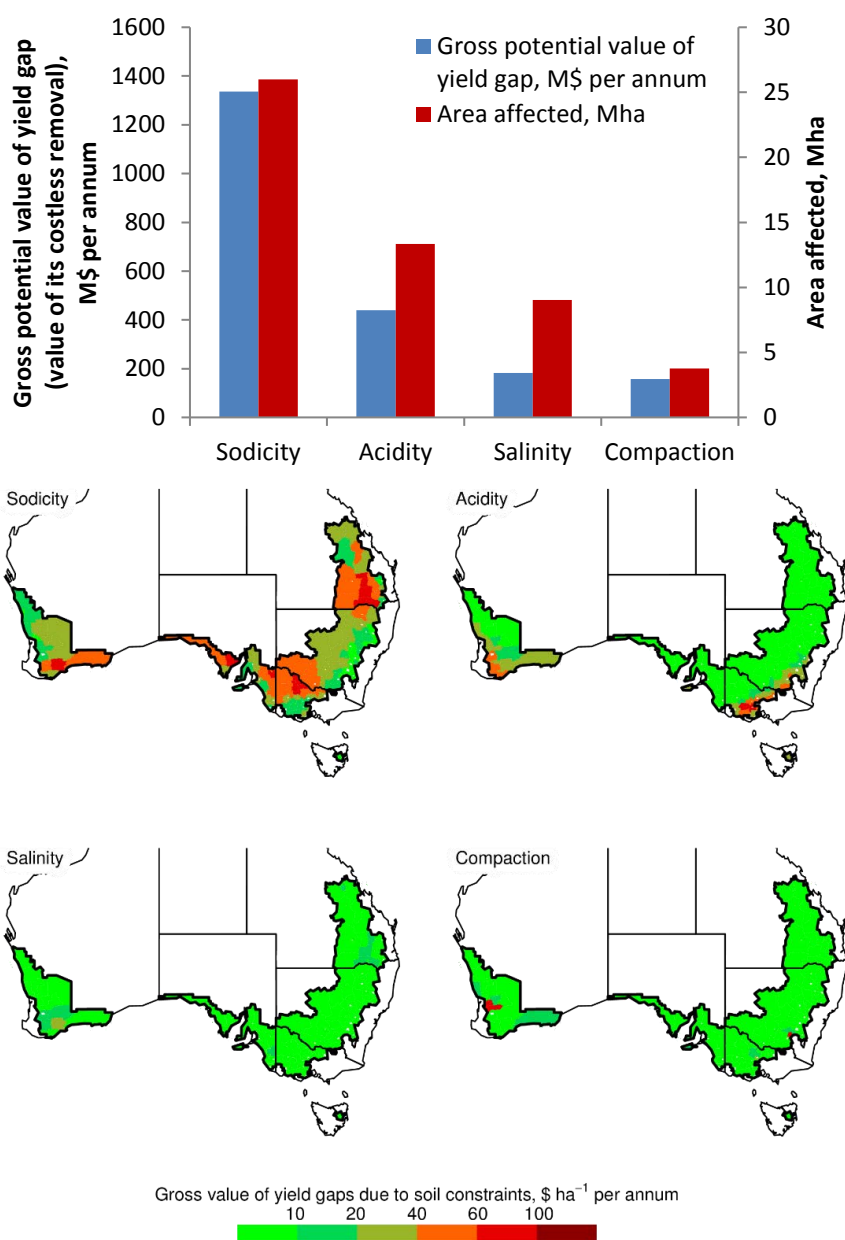 Gross potential value of yield gap
(value of its costless removal),
M$ per annum
1600
1400
1200
1000
800
600
400
200
0
Gross potential value of
yield gap, M$ per annum
Area affected, Mha
30
25
20
15
10
5
0
Area affected, Mha
Sodicity Acidity Salinity Compaction
Sodicity
Acidity
Salinity
Compaction
Gross value of yield gaps due to soil constraints, $ ha⁻¹ per annum
10 20 40 60 100